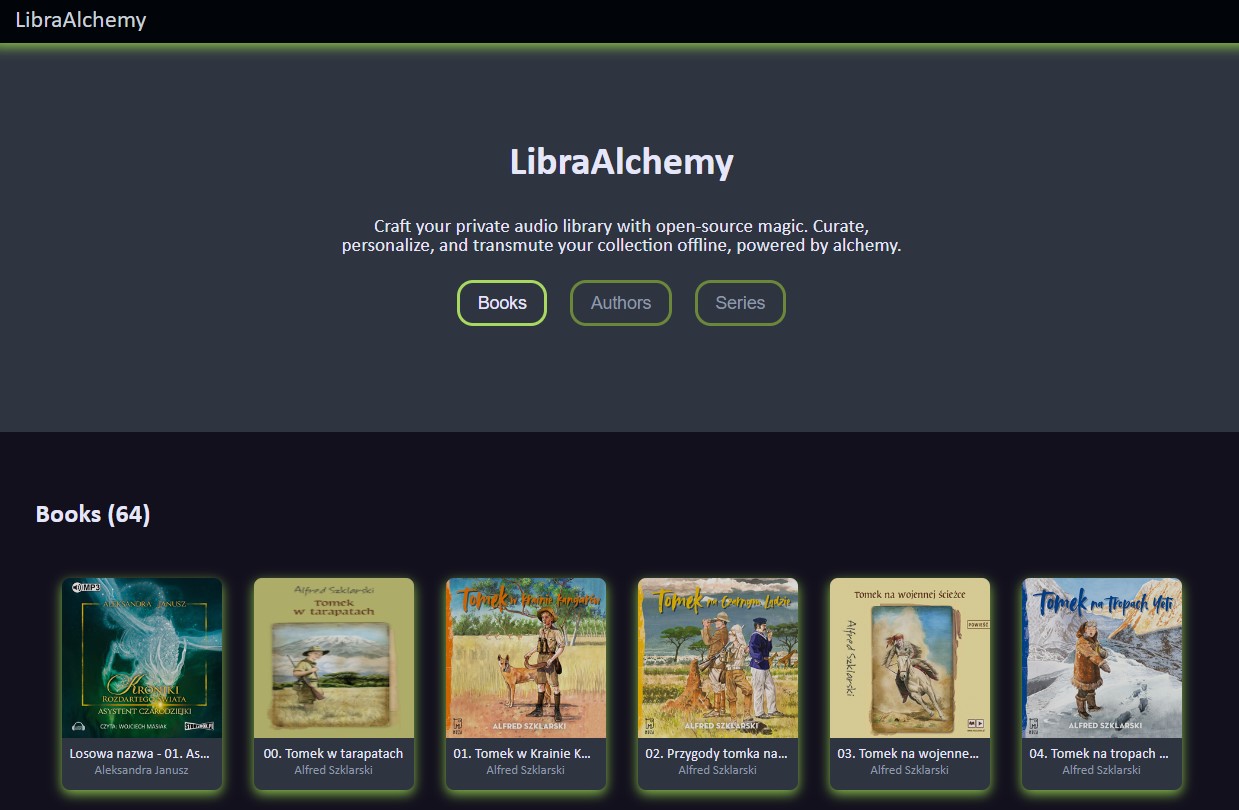 LibraAlchemy
LibraAlchemy
Craft your private audio library with open-source magic. Curate,
personalize, and transmute your collection offline, powered by alchemy.
Books
Authors
Series
Books (64)
MP3
ALEKSANDRA JANUSZ
KRONIKI
ROZDARTEGO ŚWIATA
ASYSTENT CZARODZIEJKI
CZYTA: WOJCIECH MASIAK
Losowa nazwa - 01. As...
Aleksandra Janusz
Alfred Szklarski
Tomek
w tarapatach
00. Tomek w tarapatach
Alfred Szklarski
Tomek w Krainie Kangurów
ALFRED SZKLARSKI
01. Tomek w Krainie K...
Alfred Szklarski
Tomek na Czarnym Lądzie
ALFRED SZKLARSKI
02. Przygody tomka na...
Alfred Szklarski
Tomek na wojennej ścieżce
Alfred Szklarski
POWIEŚĆ
03. Tomek na wojenne...
Alfred Szklarski
Tomek na tropach Yeti
ALFRED SZKLARSKI
04. Tomek na tropach ...
Alfred Szklarski